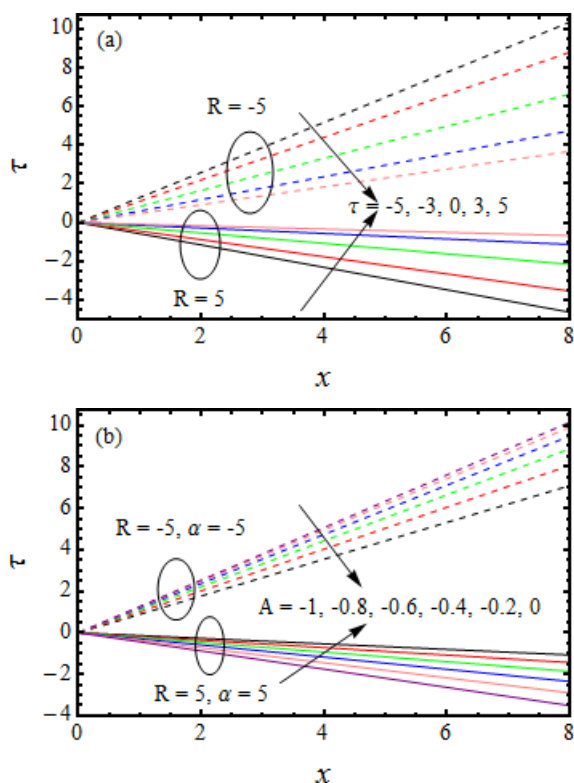 (a)
10
8
6
4
2
0
−2
−4
τ
R = -5
τ = -5, -3, 0, 3, 5
R = 5
0 2 4 6 8
x
(b)
10
8
6
4
2
0
−2
−4
τ
R = -5, α = -5
A = -1, -0.8, -0.6, -0.4, -0.2, 0
R = 5, α = 5
0 2 4 6 8
x